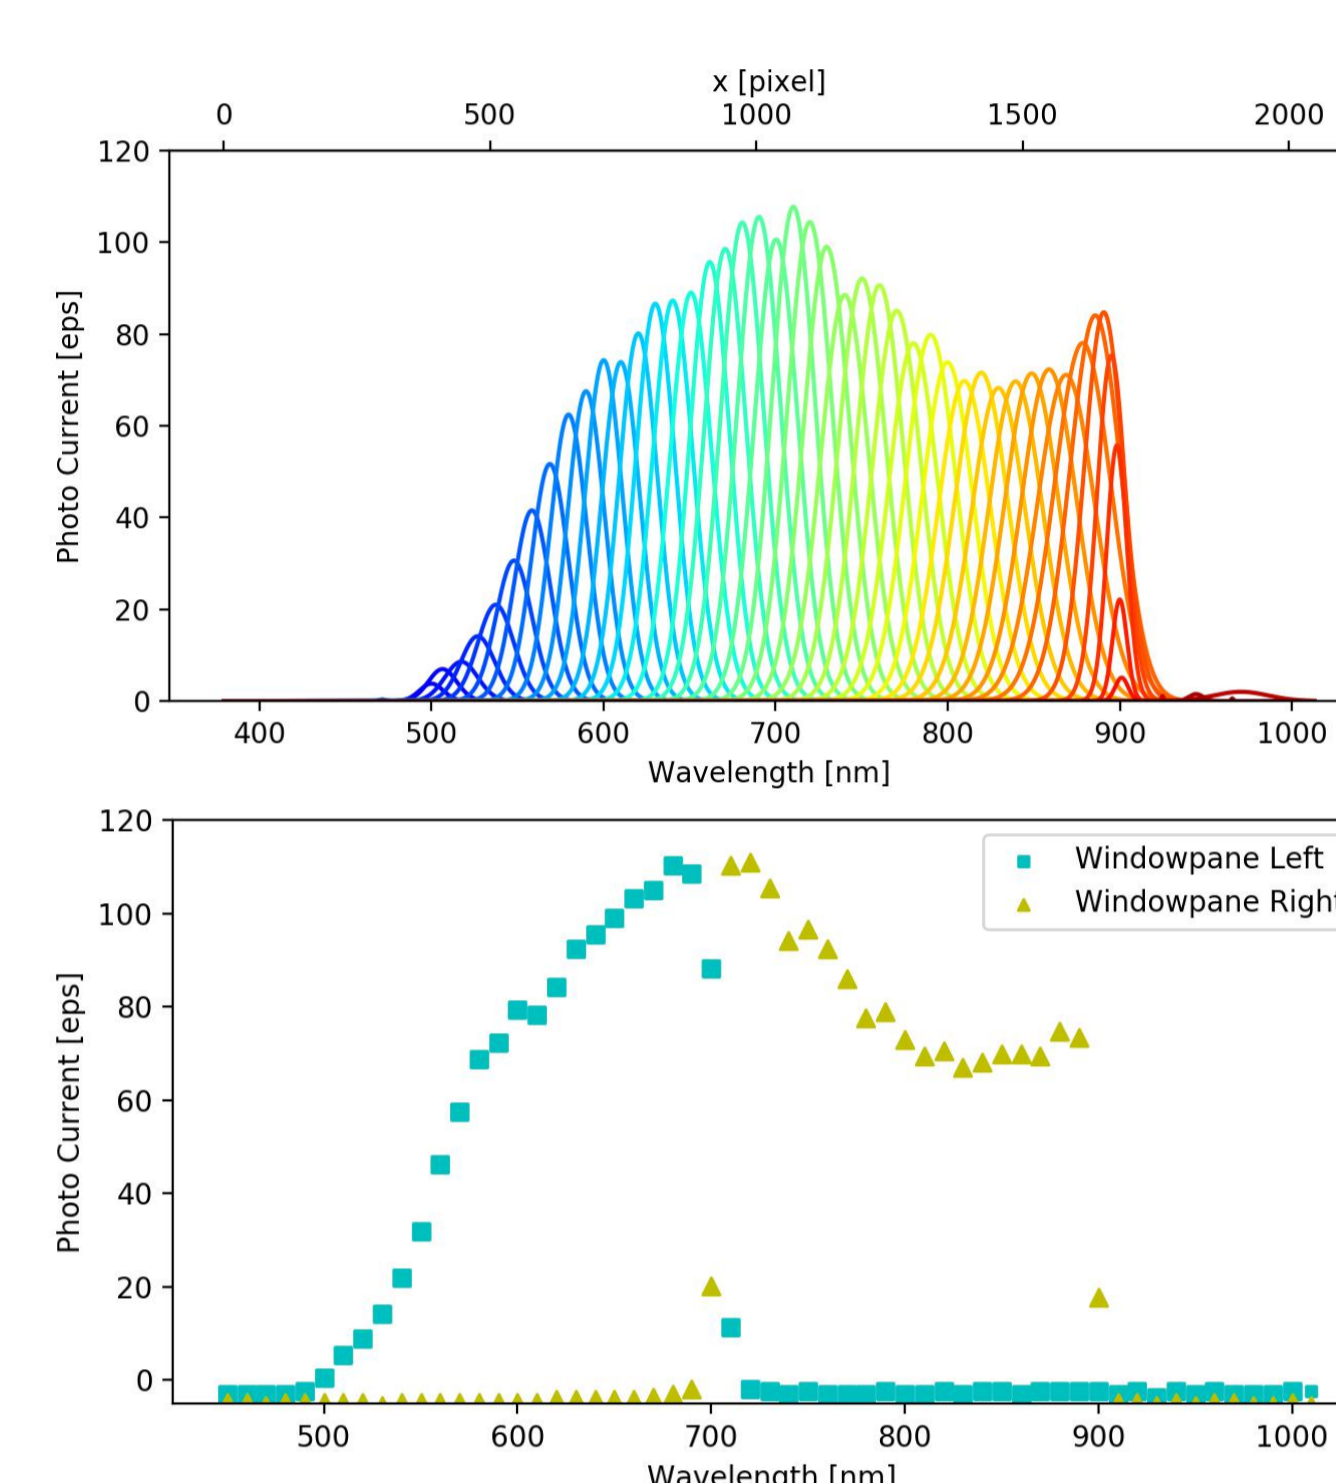 x [pixel]
0 500 1000 1500 2000
120
100
80
60
40
20
0
Photo Current [eps]
400 500 600 700 800 900 1000
Wavelength [nm]
120
100
80
60
40
20
0
Photo Current [eps]
Windowpane Left
Windowpane Right
500 600 700 800 900 1000
Wavelength [nm]